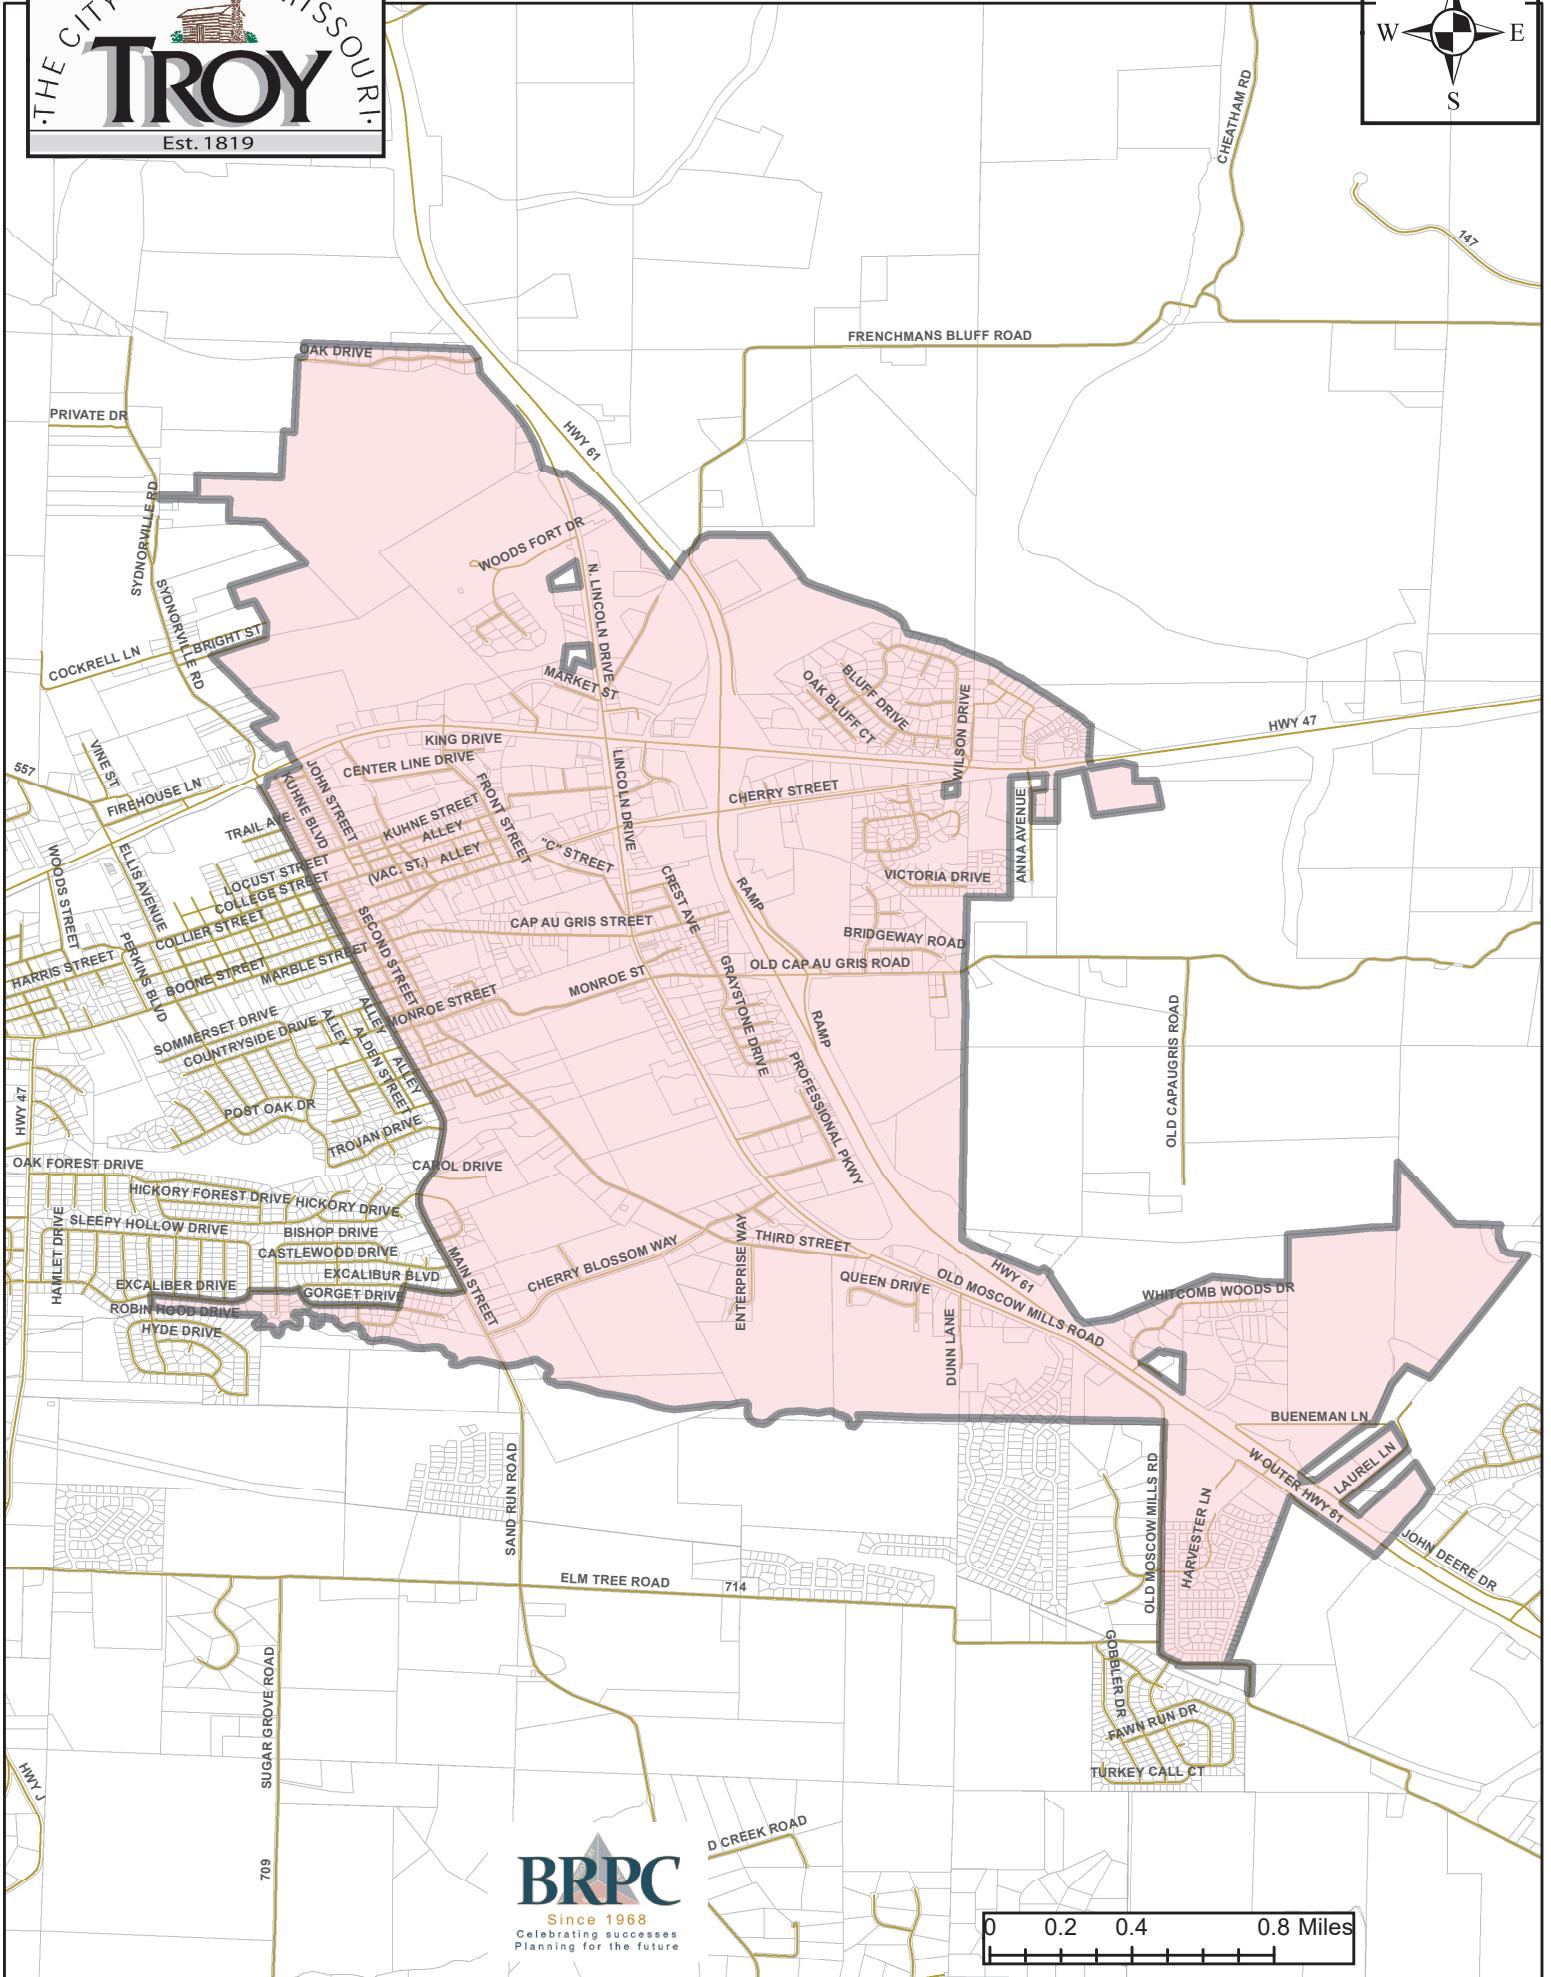 ·THE CITY
MISSOURI·
TROY
Est. 1819
W
E
S
CHEATHAM RD
147
FRENCHMANS BLUFF ROAD
OAK DRIVE
HWY 61
PRIVATE DR
SYDNORVILLE RD
WOODS FORT DR
N. LINCOLN DRIVE
SYDNORVILLE RD
BRIGHT ST
COCKRELL LN
MARKET ST
OAK BLUFF CT
BLUFF DRIVE
WILSON DRIVE
HWY 47
KING DRIVE
CENTER LINE DRIVE
VINE ST
557
FIREHOUSE LN
JOHN STREET
KUHNE BLVD
FRONT STREET
LINCOLN DRIVE
CHERRY STREET
ANNA AVENUE
KUHNE STREET
TRAIL AVE
ALLEY
(VAC. ST.)
ALLEY
"C" STREET
WOODS STREET
ELLIS AVENUE
LOCUST STREET
COLLEGE STREET
COLLIER STREET
CREST AVE
RAMP
VICTORIA DRIVE
SECOND STREET
CAP AU GRIS STREET
BRIDGEWAY ROAD
HARRIS STREET
PERKINS BLVD
BOONE STREET
MARBLE STREET
MONROE ST
GRAYSTONE DRIVE
OLD CAP AU GRIS ROAD
MONROE STREET
SOMMERSET DRIVE
COUNTRYSIDE DRIVE
ALLEY
ALLEY
ALDEN STREET
ALLEY
RAMP
OLD CAPAUGRIS ROAD
PROFESSIONAL PKWY
HWY 47
POST OAK DR
TROJAN DRIVE
OAK FOREST DRIVE
CAROL DRIVE
HICKORY FOREST DRIVE
HICKORY DRIVE
HAMLET DRIVE
SLEEPY HOLLOW DRIVE
BISHOP DRIVE
CASTLEWOOD DRIVE
EXCALIBUR BLVD
EXCALIBER DRIVE
GORGET DRIVE
ROBIN HOOD DRIVE
HYDE DRIVE
MAIN STREET
CHERRY BLOSSOM WAY
ENTERPRISE WAY
THIRD STREET
QUEEN DRIVE
HWY 61
OLD MOSCOW MILLS ROAD
DUNN LANE
WHITCOMB WOODS DR
BUENEMAN LN
LAUREL LN
W OUTER HWY 61
JOHN DEERE DR
SAND RUN ROAD
OLD MOSCOW MILLS RD
HARVESTER LN
ELM TREE ROAD
714
SUGAR GROVE ROAD
GOBBLER DR
FAWN RUN DR
TURKEY CALL CT
HWY J
709
D CREEK ROAD
BRPC
Since 1968
Celebrating successes
Planning for the future
0 0.2 0.4 0.8 Miles